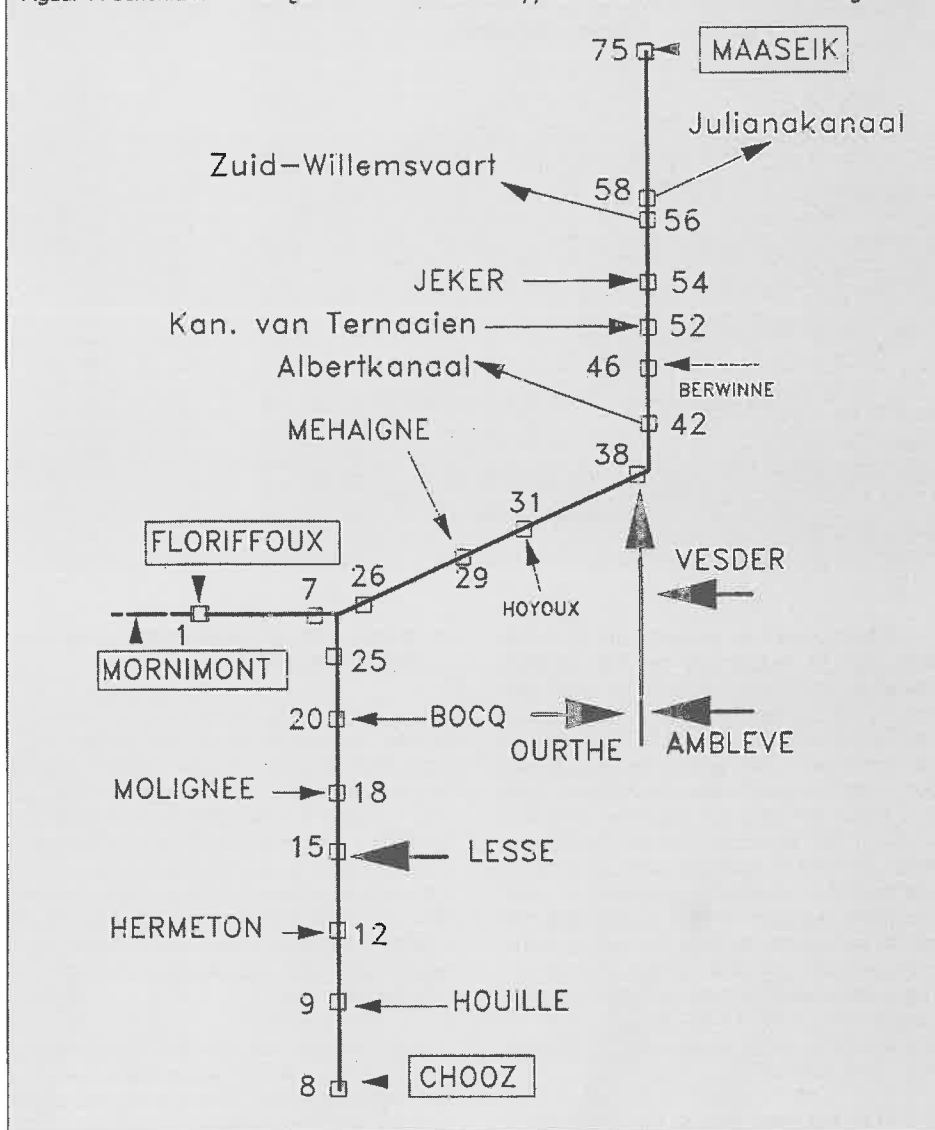 75 MAASEIK
Julianakanaal
Zuid-Willemsvaart
58
56
JEKER 54
Kan. van Ternaaien 52
46
Albertkanaal BERWINNE
42
MEHAIGNE
38
31
FLORIFFOUX
VESDER
7 26
29
HOYOUX
1
MORNIMONT
25
20 BOCQ
OURTHE AMBLEVE
MOLIGNEE 18
15 LESSE
HERMETON 12
9 HOUILLE
8 CHOOZ